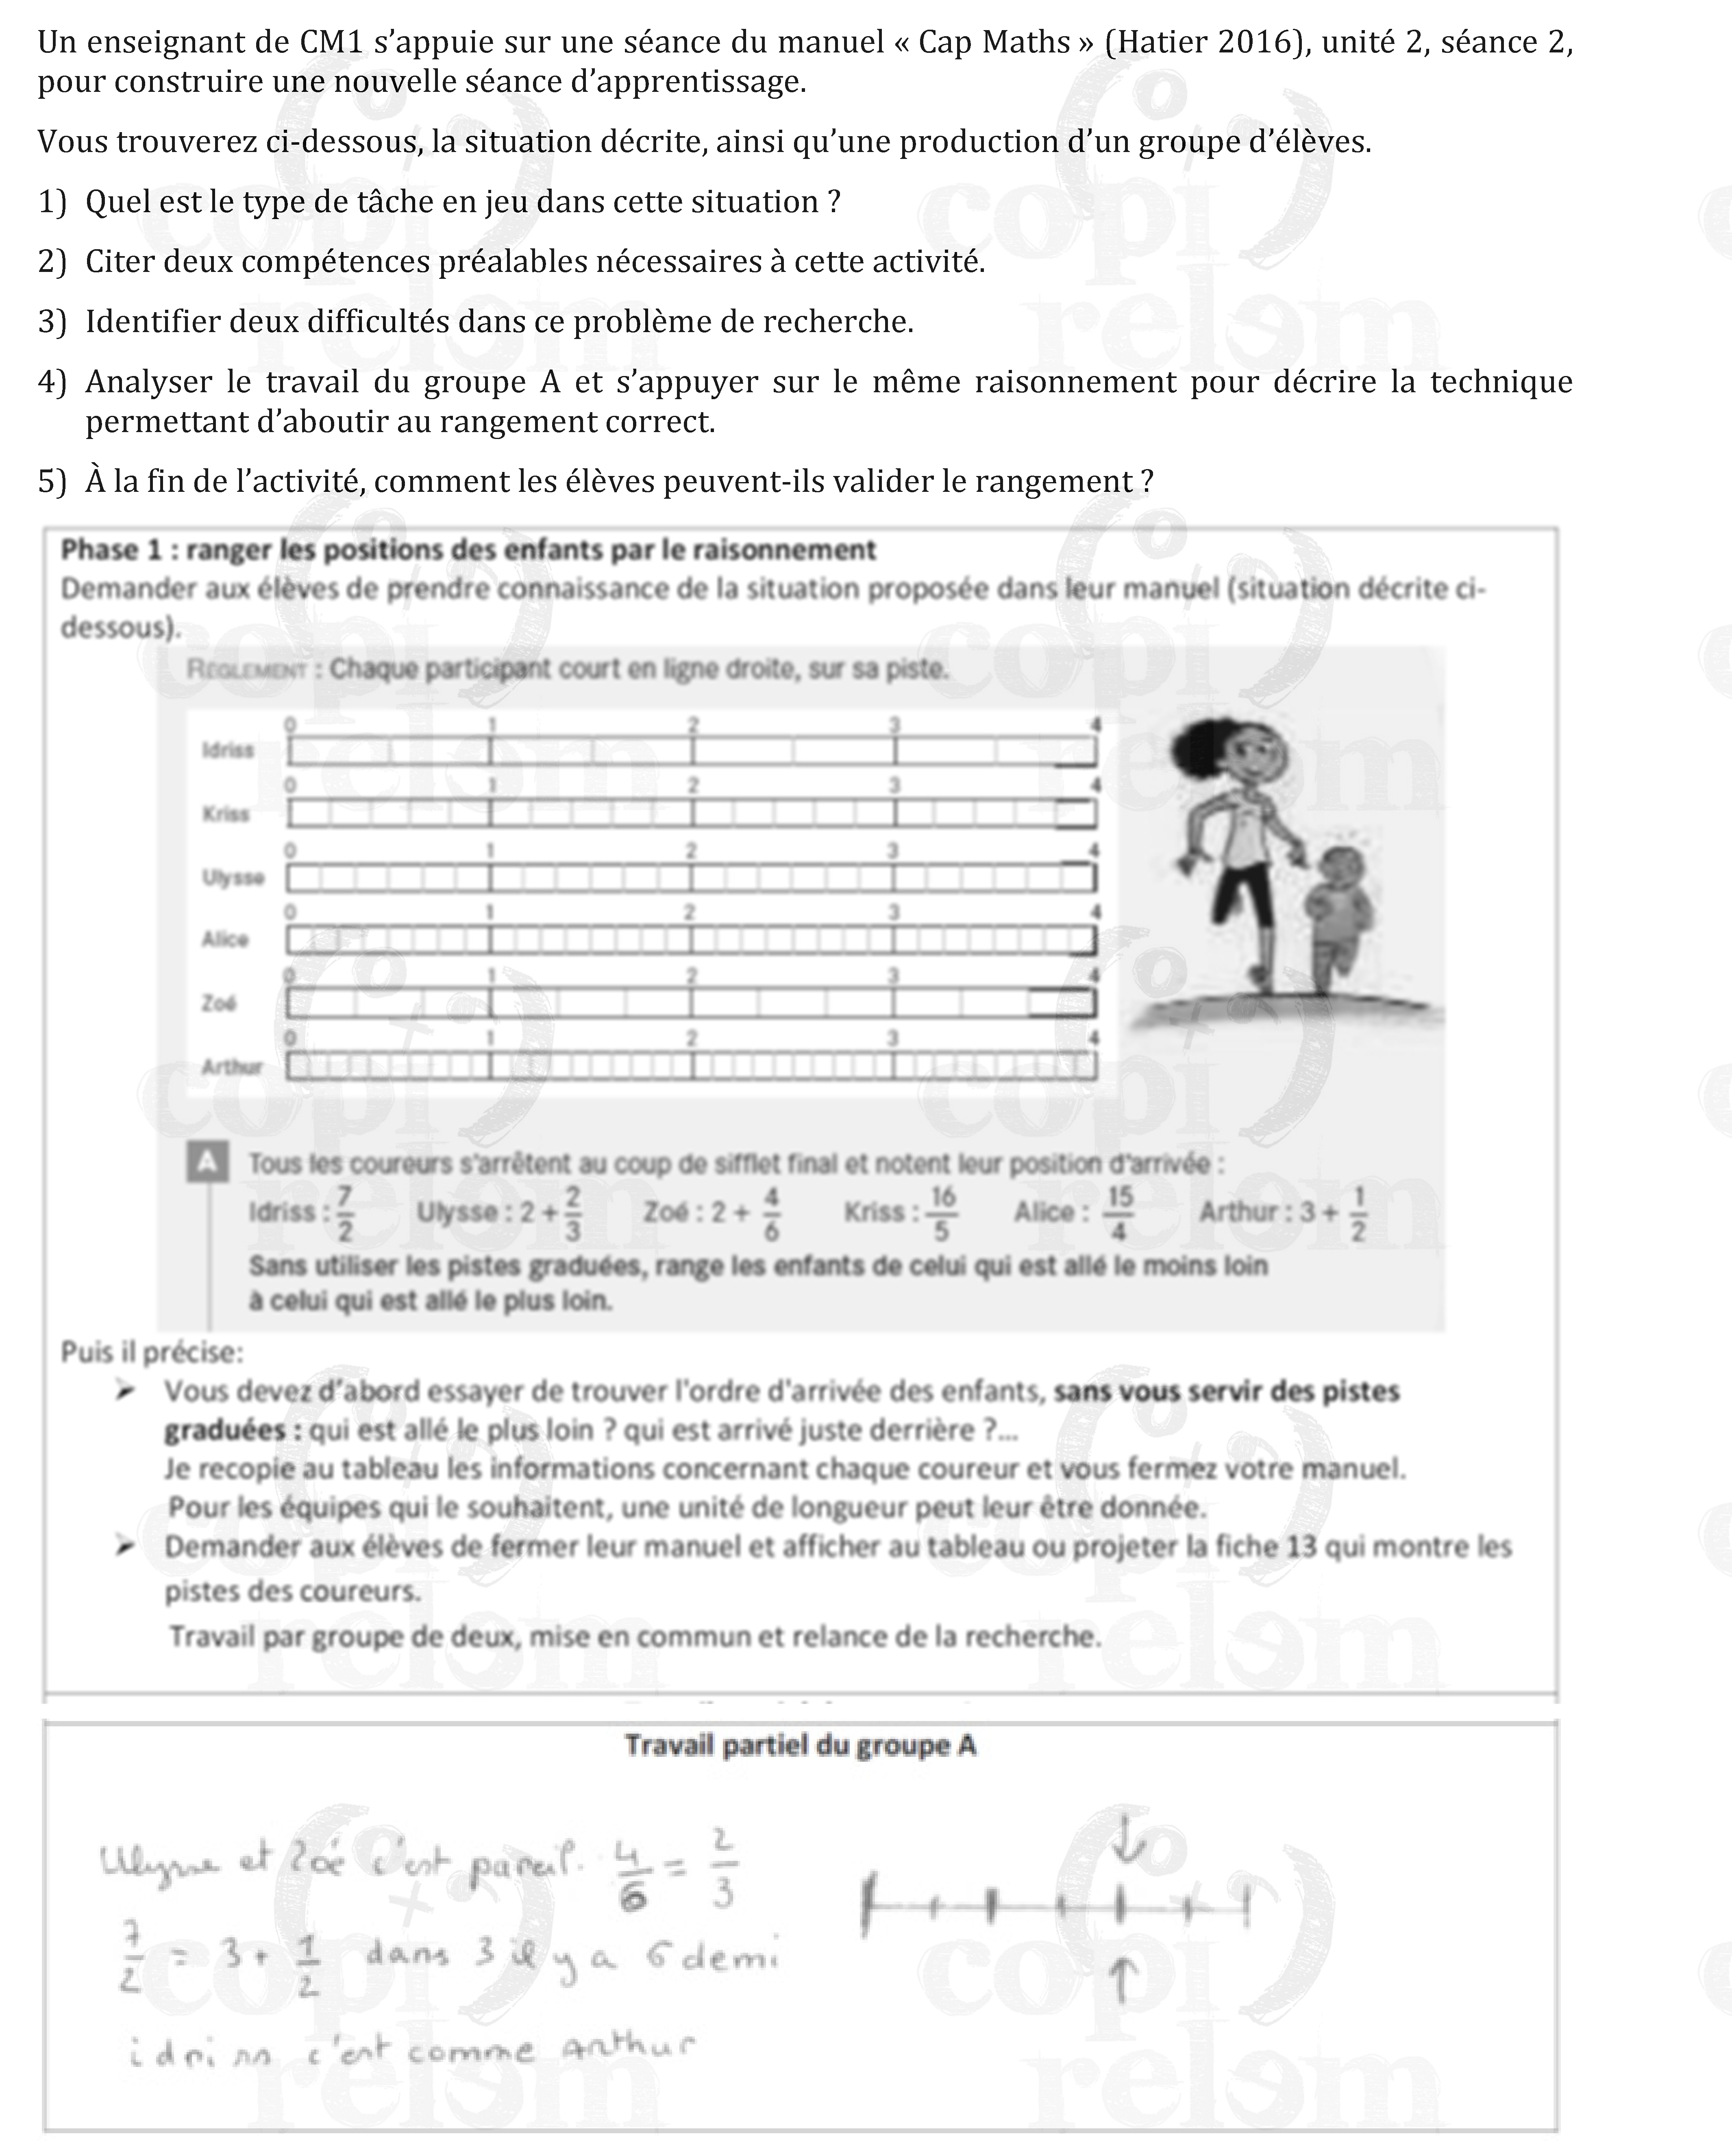 Un enseignant de CM1 s’appuie sur une séance du manuel « Cap Maths » (Hatier 2016), unité 2, séance 2,
pour construire une nouvelle séance d’apprentissage.
Vous trouverez ci-dessous, la situation décrite, ainsi qu’une production d’un groupe d’élèves.
1) Quel est le type de tâche en jeu dans cette situation ?
2) Citer deux compétences préalables nécessaires à cette activité.
3) Identifier deux difficultés dans ce problème de recherche.
4) Analyser le travail du groupe A et s’appuyer sur le même raisonnement pour décrire la technique
permettant d’aboutir au rangement correct.
5) À la fin de l’activité, comment les élèves peuvent-ils valider le rangement ?
Phase 1 : ranger les positions des enfants par le raisonnement
Demander aux élèves de prendre connaissance de la situation proposée dans leur manuel (situation décrite ci-
dessous).
RÈGLEMENT : Chaque participant court en ligne droite, sur sa piste.
0 1 2 3 4
Idriss
0 1 2 3 4
Kriss
0 1 2 3 4
Ulysse
0 1 2 3 4
Alice
0 1 2 3 4
Zoé
0 1 2 3 4
Arthur
A Tous les coureurs s'arrêtent au coup de sifflet final et notent leur position d'arrivée :
Idriss : 7/2 Ulysse : 2 + 2/3 Zoé : 2 + 4/6 Kriss : 16/5 Alice : 15/4 Arthur : 3 + 1/2
Sans utiliser les pistes graduées, range les enfants de celui qui est allé le moins loin
à celui qui est allé le plus loin.
Puis il précise:
➢ Vous devez d'abord essayer de trouver l'ordre d'arrivée des enfants, sans vous servir des pistes
graduées : qui est allé le plus loin ? qui est arrivé juste derrière ?...
Je recopie au tableau les informations concernant chaque coureur et vous fermez votre manuel.
Pour les équipes qui le souhaitent, une unité de longueur peut leur être donnée.
➢ Demander aux élèves de fermer leur manuel et afficher au tableau ou projeter la fiche 13 qui montre les
pistes des coureurs.
Travail par groupe de deux, mise en commun et relance de la recherche.
Travail partiel du groupe A
Ulysse et Zoé c'est pareil. 4/6 = 2/3
7/2 = 3 + 1/2 dans 3 il y a 6 demi
idriss c'est comme Arthur